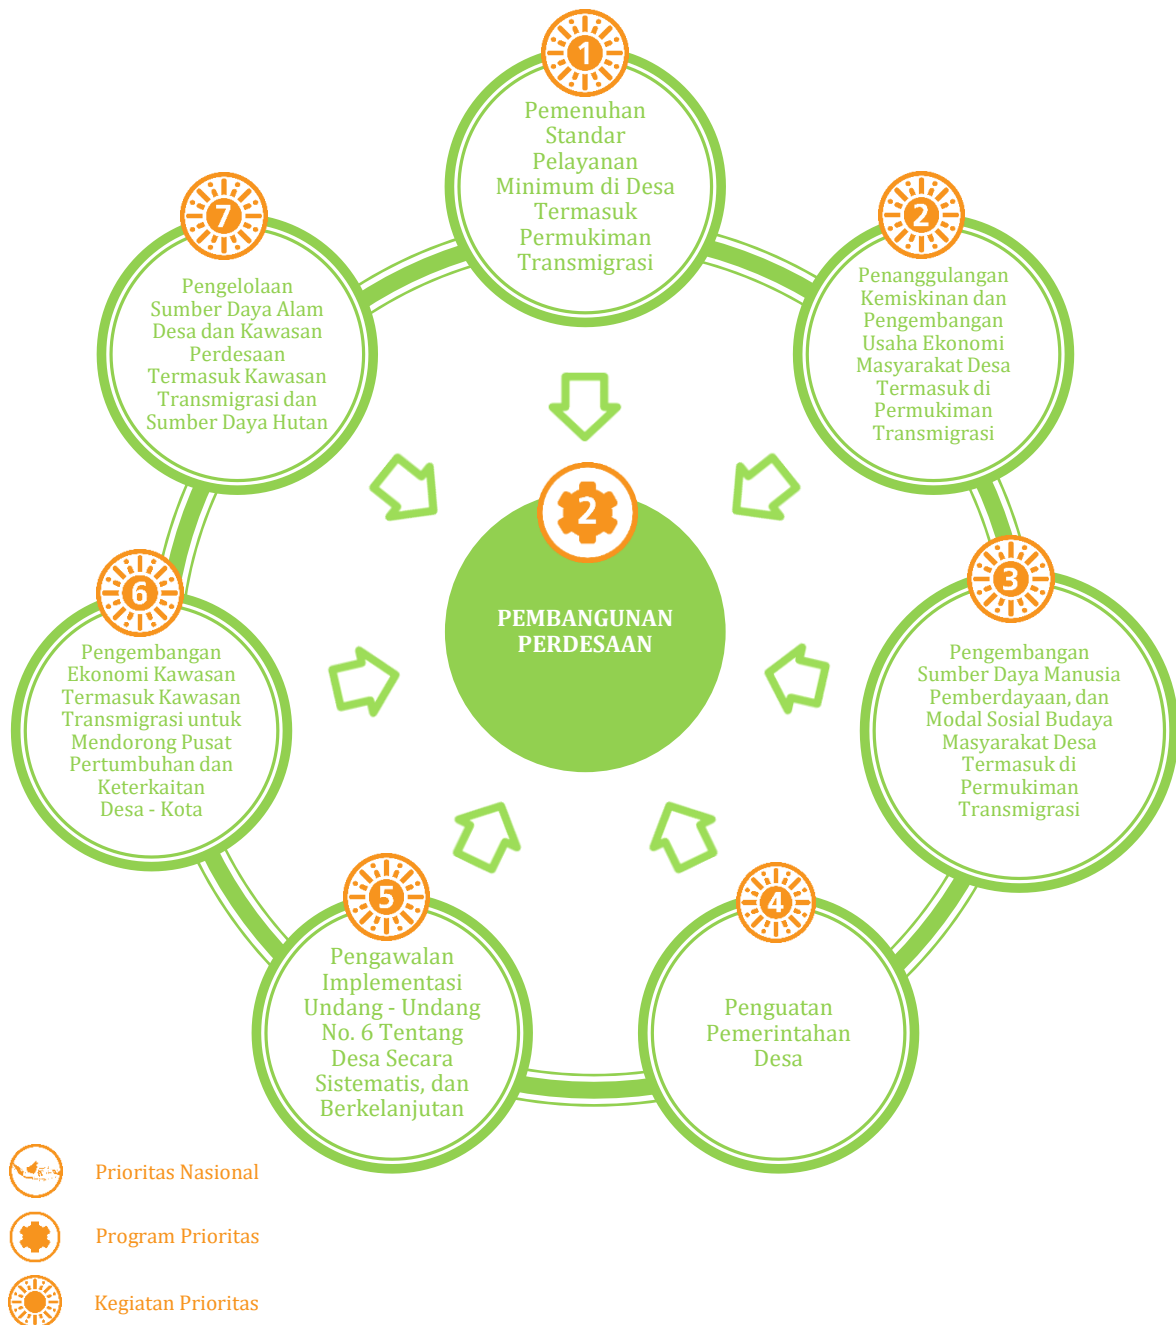 1
Pemenuhan
Standar
Pelayanan
Minimum di Desa
Termasuk
Permukiman
Transmigrasi
2
Penanggulangan
Kemiskinan dan
Pengembangan
Usaha Ekonomi
Masyarakat Desa
Termasuk di
Permukiman
Transmigrasi
3
Pengembangan
Sumber Daya Manusia
Pemberdayaan, dan
Modal Sosial Budaya
Masyarakat Desa
Termasuk di
Permukiman
Transmigrasi
4
Penguatan
Pemerintahan
Desa
5
Pengawalan
Implementasi
Undang - Undang
No. 6 Tentang
Desa Secara
Sistematis, dan
Berkelanjutan
6
Pengembangan
Ekonomi Kawasan
Termasuk Kawasan
Transmigrasi untuk
Mendorong Pusat
Pertumbuhan dan
Keterkaitan
Desa - Kota
7
Pengelolaan
Sumber Daya Alam
Desa dan Kawasan
Perdesaan
Termasuk Kawasan
Transmigrasi dan
Sumber Daya Hutan
2
PEMBANGUNAN
PERDESAAN
Prioritas Nasional
Program Prioritas
Kegiatan Prioritas